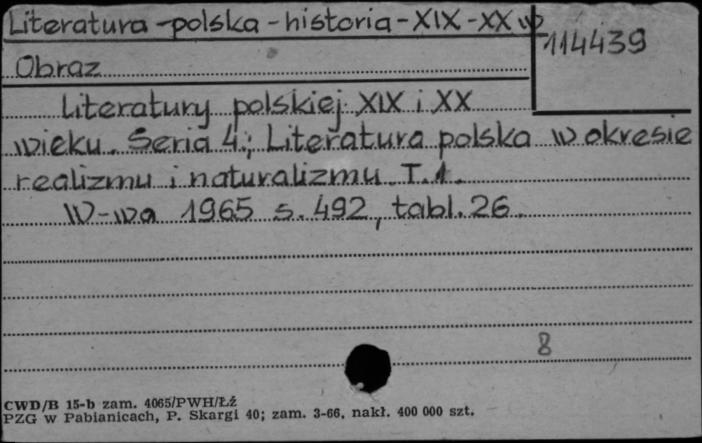 Literatura-polska-historia-XIX-XX w
114439
Obraz
Literatury polskiej XIX i XX
wieku. Seria 4., Literatura polska w okresie
realizmu i naturalizmu. T.1.
W-wa 1965 s. 492, tabl. 26.
8
CWD/B 15-b zam. 4065/PWH/Łź
PZG w Pabianicach, P. Skargi 40; zam. 3-66, nakł. 400 000 szt.